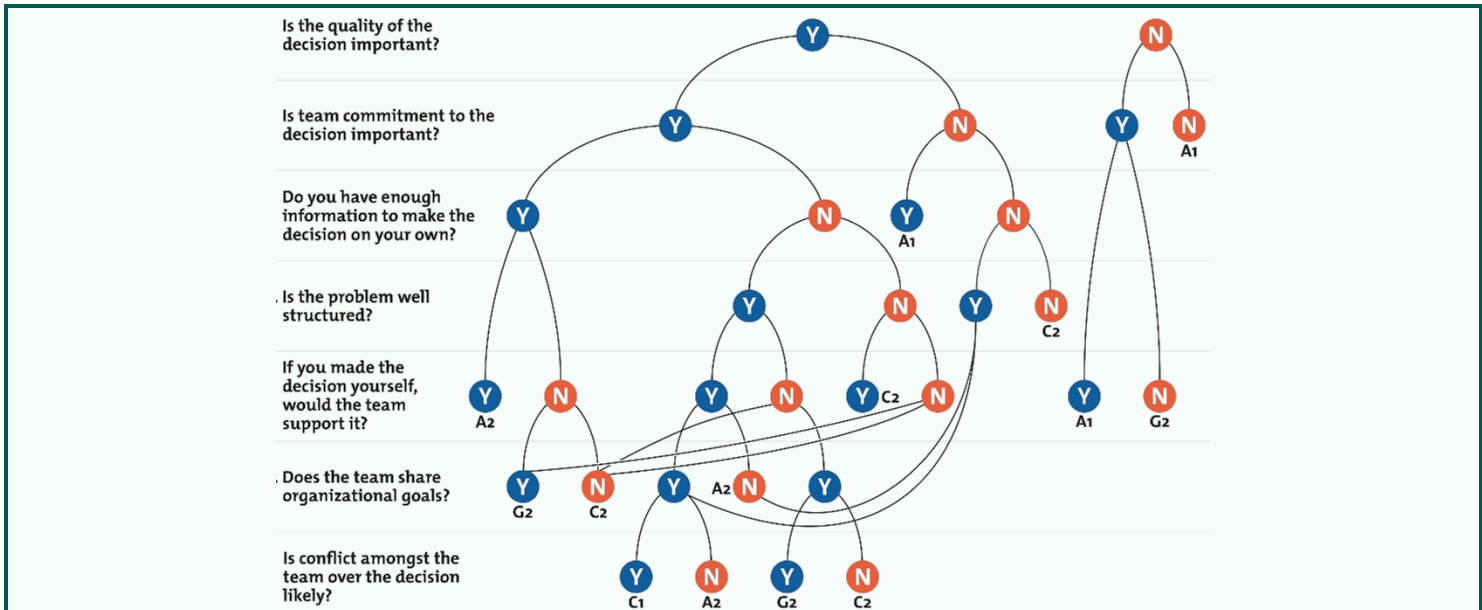 Is the quality of the
decision important?
Y
N
Is team commitment to the
decision important?
Y
N
Y
N
A1
Do you have enough
information to make the
decision on your own?
Y
N
Y
A1
N
. Is the problem well
structured?
Y
N
Y
N
C2
If you made the
decision yourself,
would the team
support it?
Y
A2
N
Y
N
Y
C2
N
Y
A1
N
G2
. Does the team share
organizational goals?
Y
G2
N
C2
Y
A2
N
Y
Is conflict amongst the
team over the decision
likely?
Y
C1
N
A2
Y
G2
N
C2